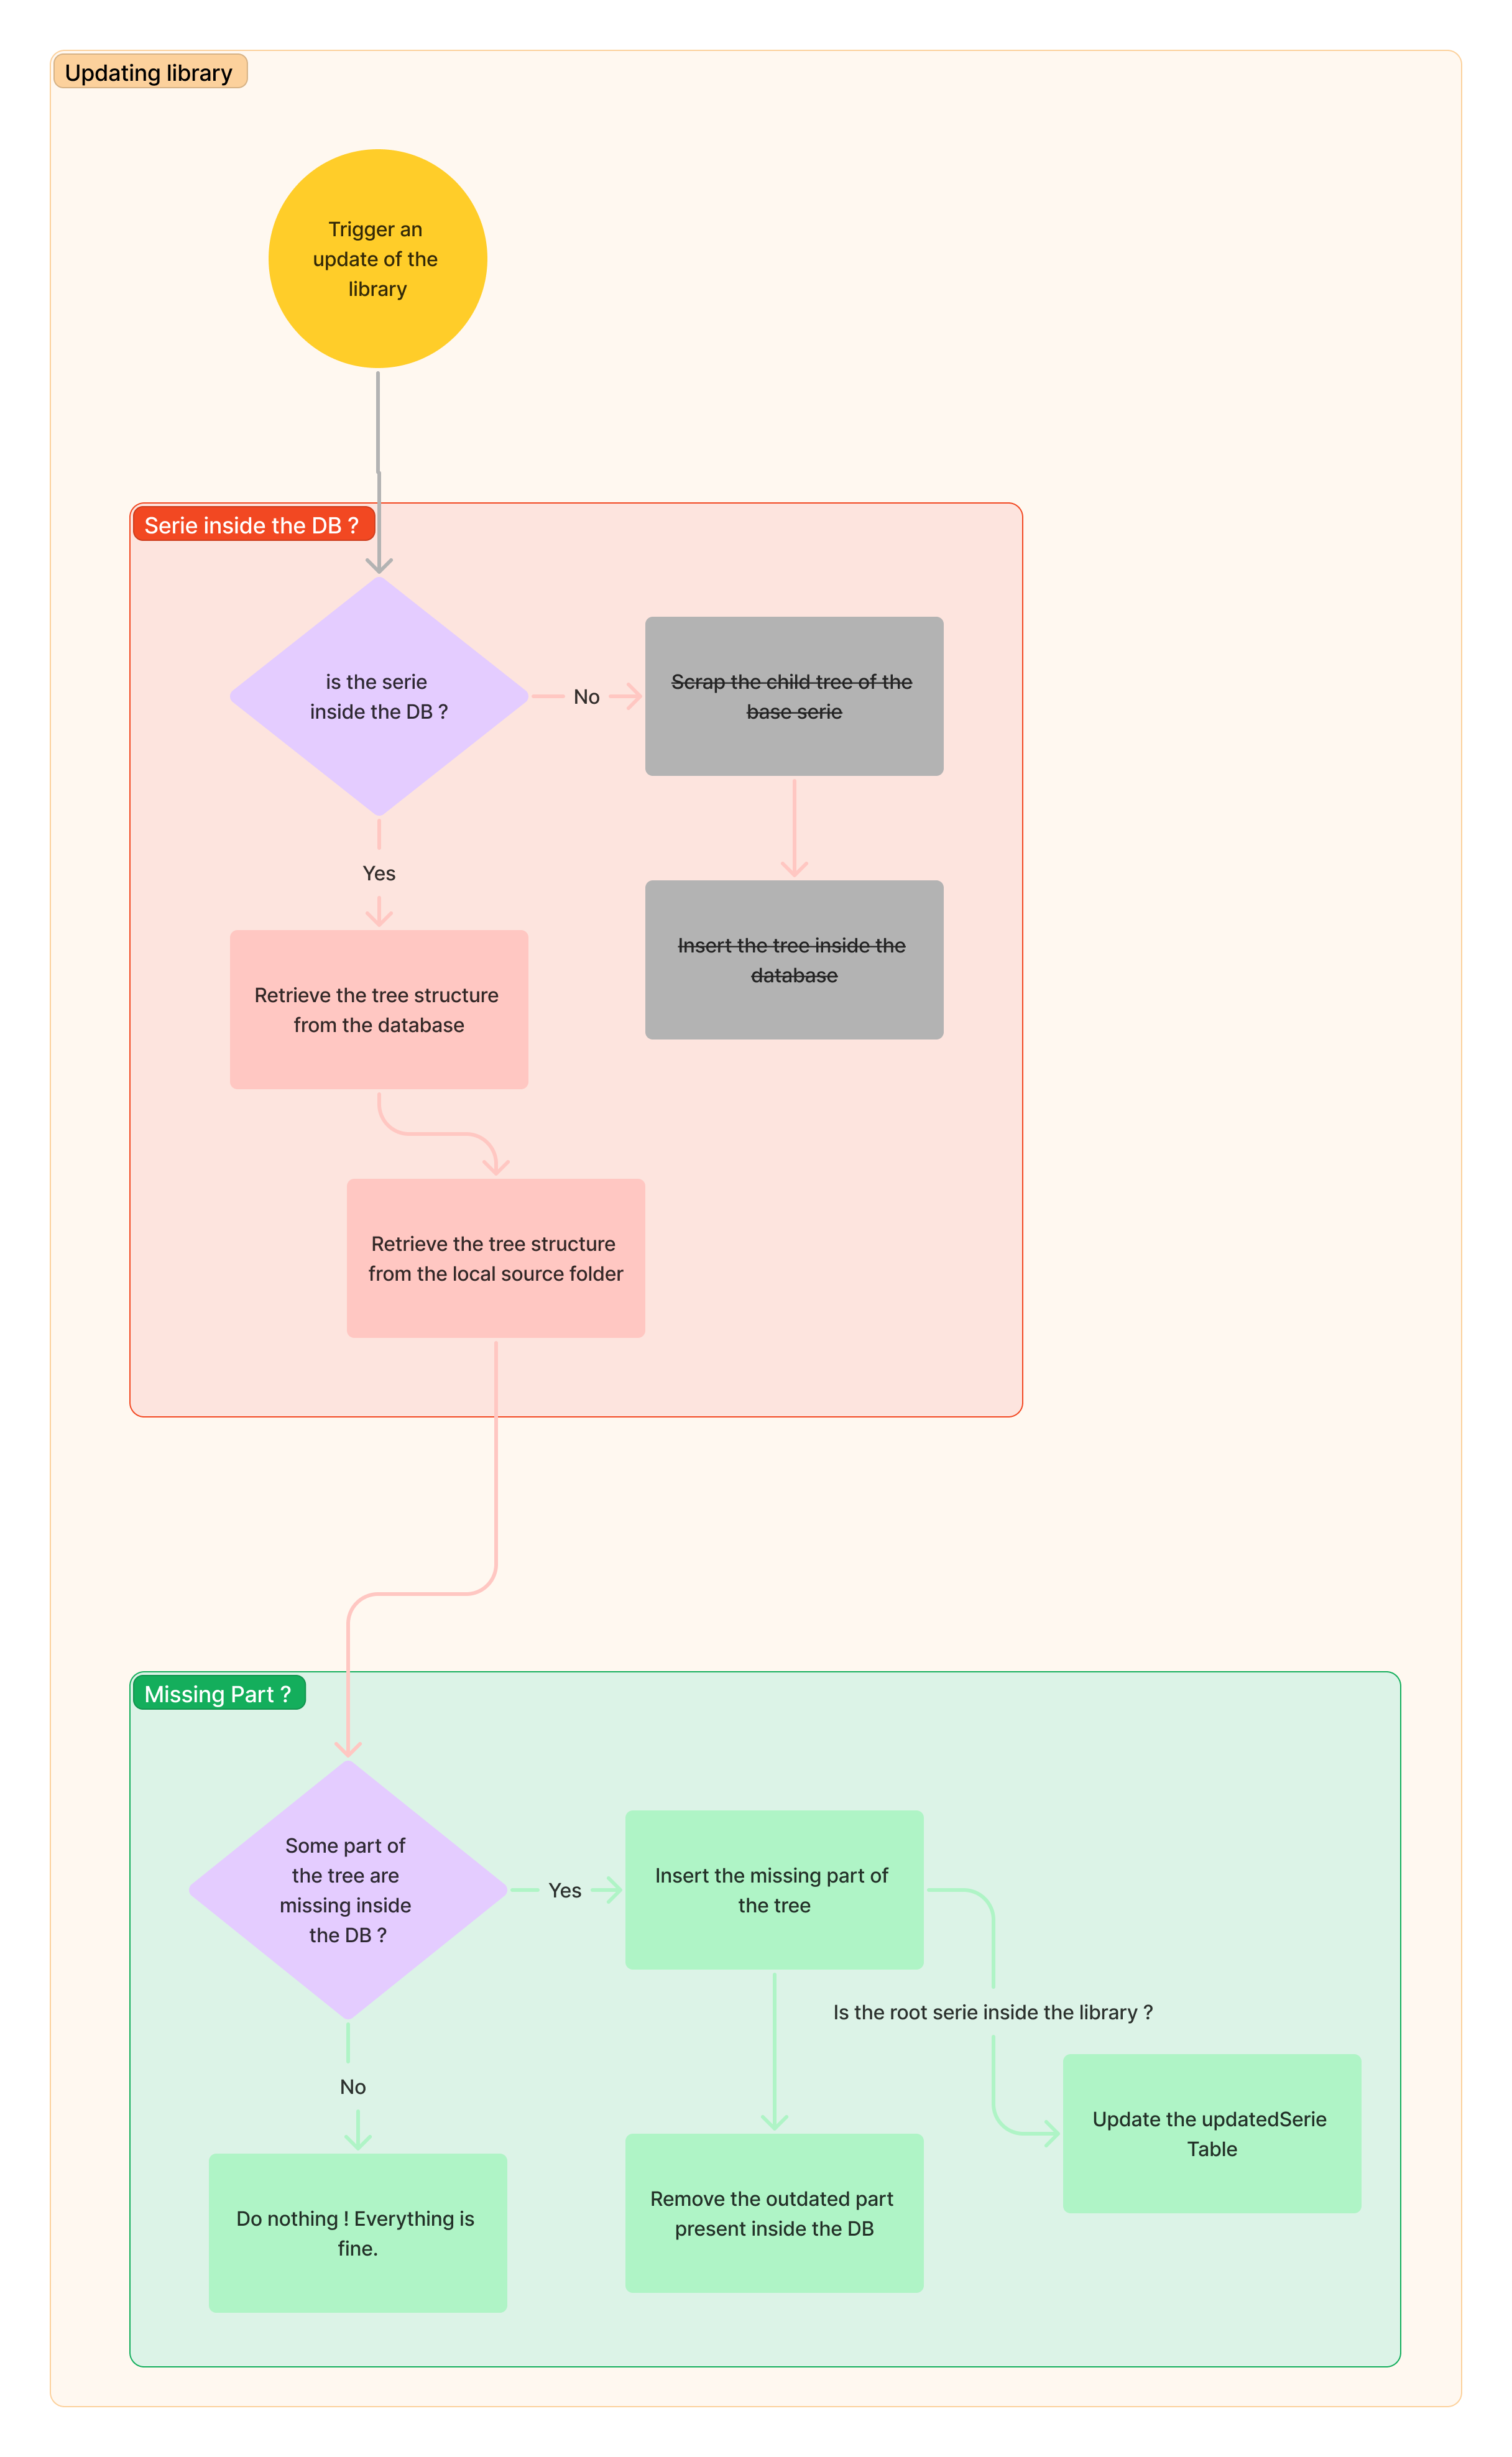 Updating library
Trigger an
update of the
library
Serie inside the DB ?
is the serie
inside the DB ?
No
Scrap the child tree of the
base serie
Yes
Insert the tree inside the
database
Retrieve the tree structure
from the database
Retrieve the tree structure
from the local source folder
Missing Part ?
Some part of
the tree are
missing inside
the DB ?
Yes
Insert the missing part of
the tree
Is the root serie inside the library ?
No
Update the updatedSerie
Table
Remove the outdated part
present inside the DB
Do nothing ! Everything is
fine.